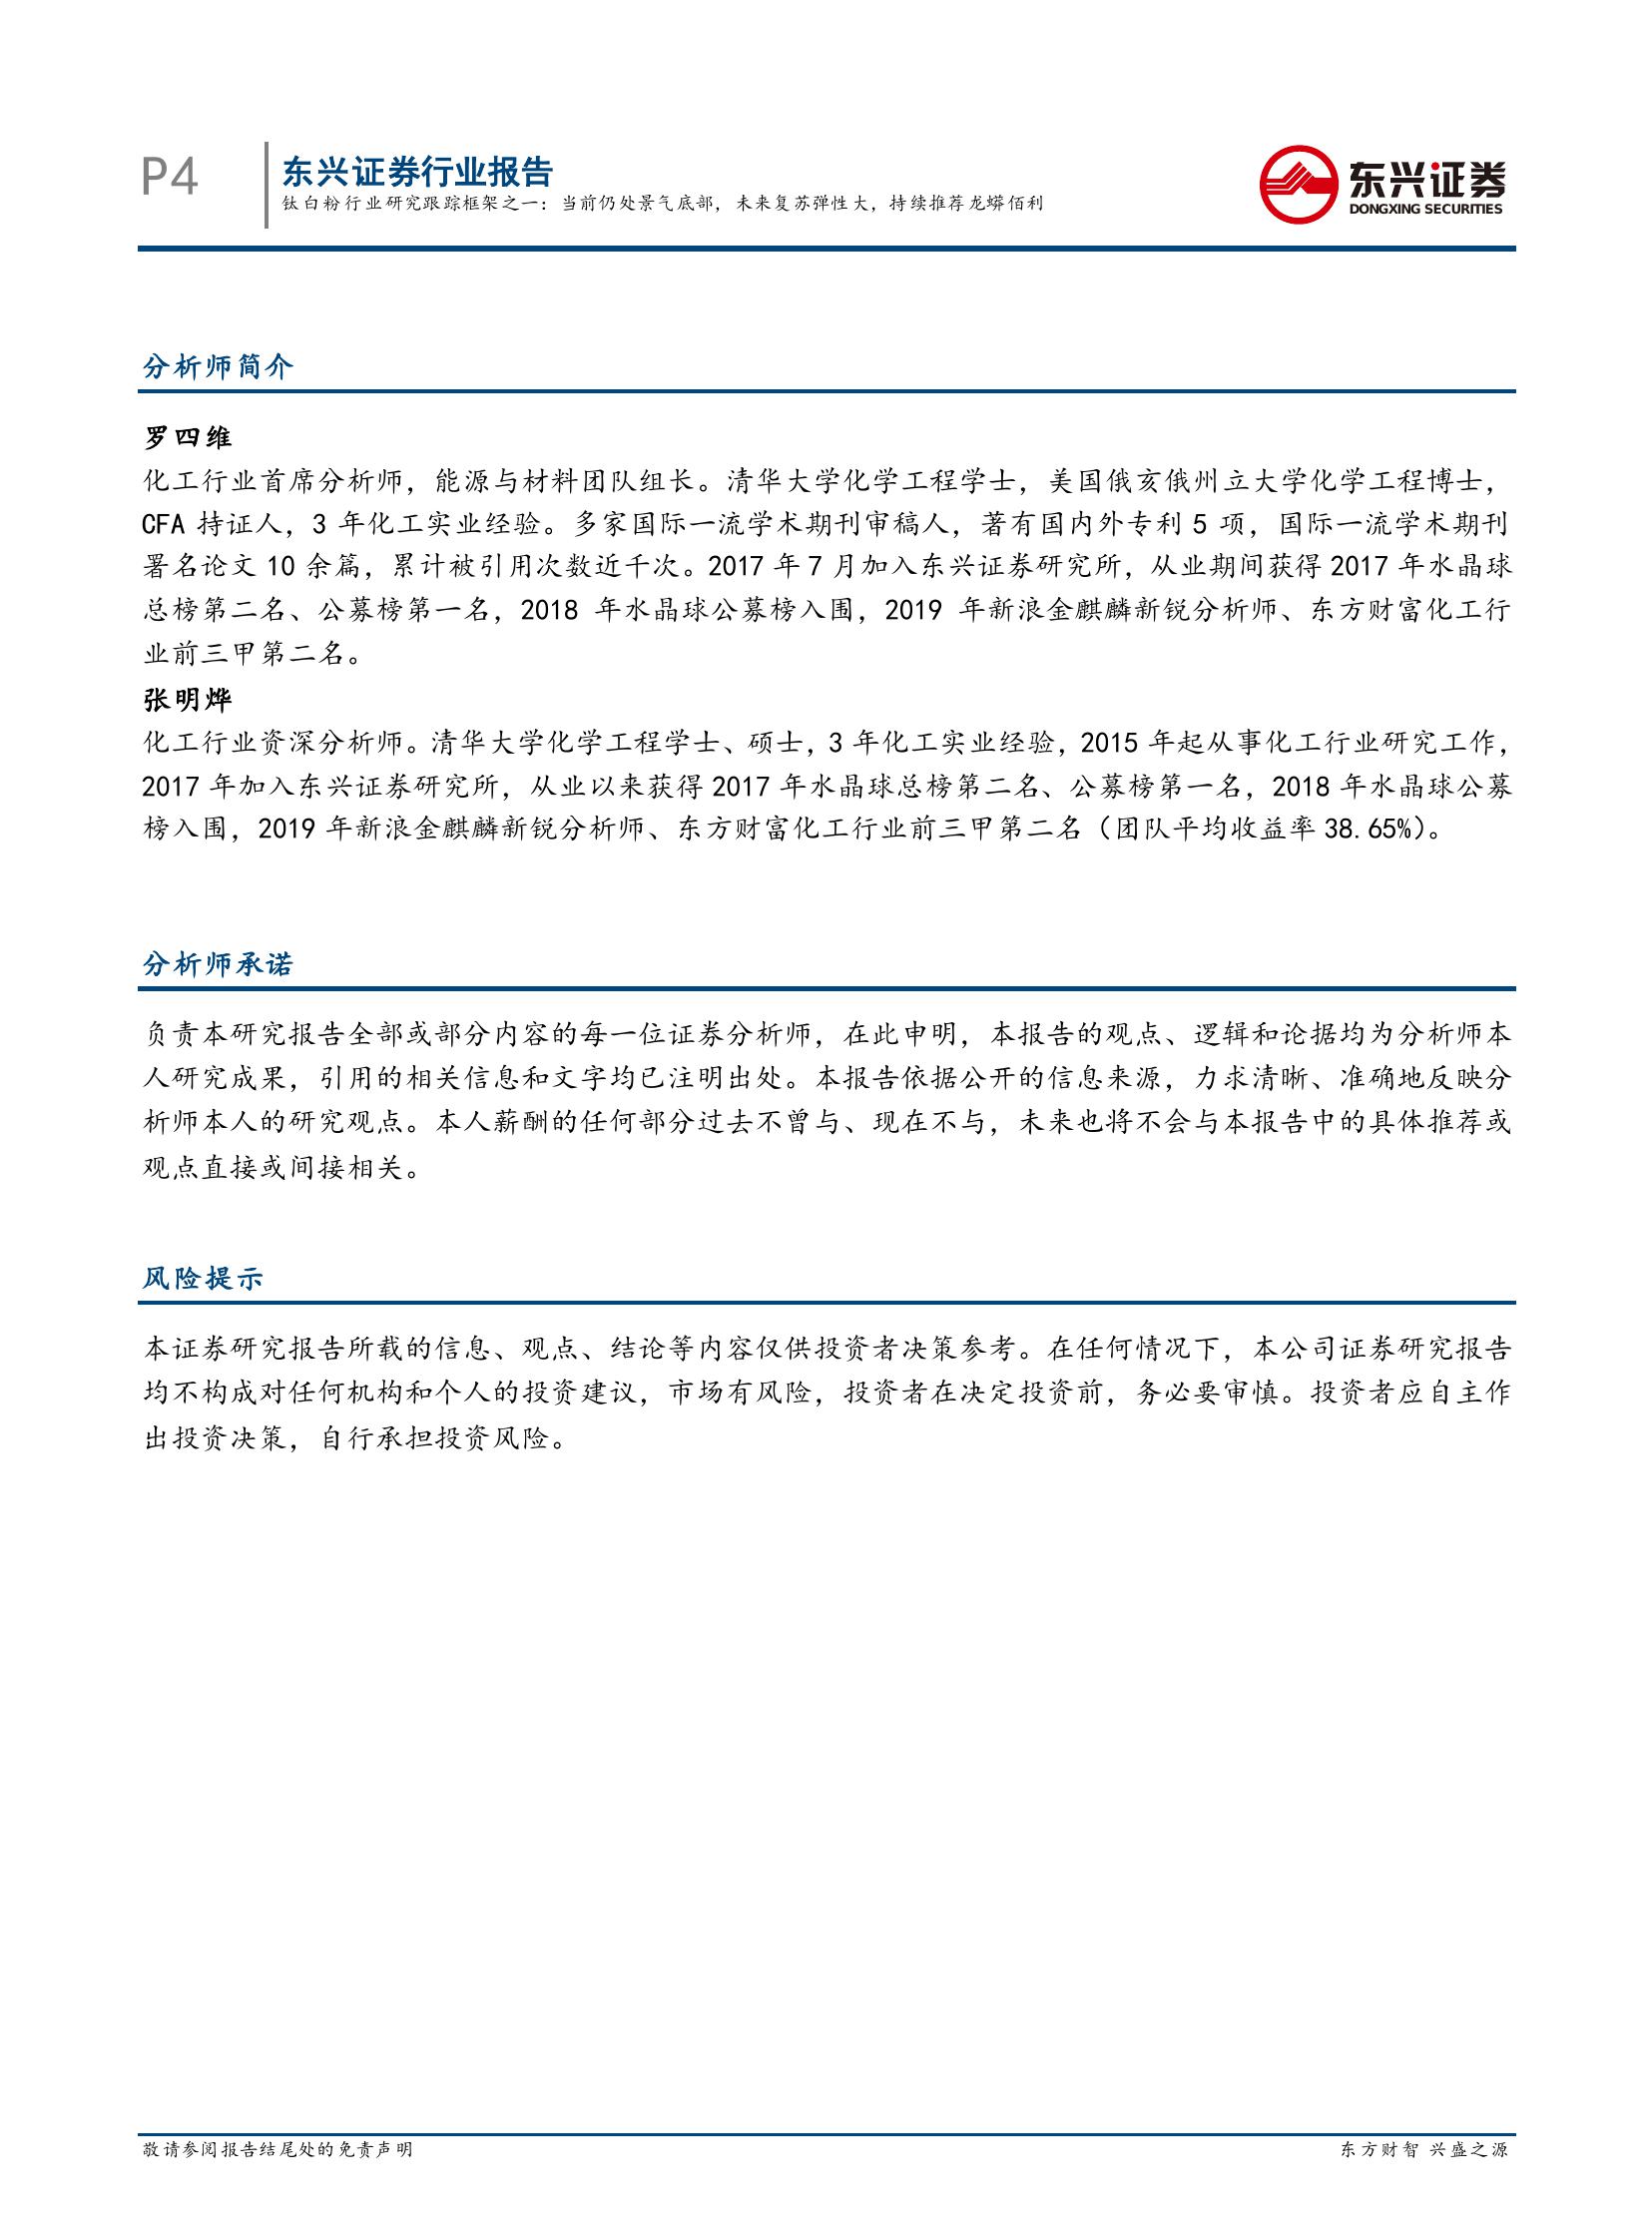 P4
东兴证券行业报告
钛白粉行业研究跟踪框架之一：当前仍处景气底部，未来复苏弹性大，持续推荐龙蟒佰利
东兴证券
DONGXING SECURITIES
分析师简介
罗四维
化工行业首席分析师，能源与材料团队组长。清华大学化学工程学士，美国俄亥俄州立大学化学工程博士，
CFA 持证人，3 年化工实业经验。多家国际一流学术期刊审稿人，著有国内外专利 5 项，国际一流学术期刊
署名论文 10 余篇，累计被引用次数近千次。2017 年 7 月加入东兴证券研究所，从业期间获得 2017 年水晶球
总榜第二名、公募榜第一名，2018 年水晶球公募榜入围，2019 年新浪金麒麟新锐分析师、东方财富化工行
业前三甲第二名。
张明烨
化工行业资深分析师。清华大学化学工程学士、硕士，3 年化工实业经验，2015 年起从事化工行业研究工作，
2017 年加入东兴证券研究所，从业以来获得 2017 年水晶球总榜第二名、公募榜第一名，2018 年水晶球公募
榜入围，2019 年新浪金麒麟新锐分析师、东方财富化工行业前三甲第二名（团队平均收益率 38.65%）。
分析师承诺
负责本研究报告全部或部分内容的每一位证券分析师，在此申明，本报告的观点、逻辑和论据均为分析师本
人研究成果，引用的相关信息和文字均已注明出处。本报告依据公开的信息来源，力求清晰、准确地反映分
析师本人的研究观点。本人薪酬的任何部分过去不曾与、现在不与，未来也将不会与本报告中的具体推荐或
观点直接或间接相关。
风险提示
本证券研究报告所载的信息、观点、结论等内容仅供投资者决策参考。在任何情况下，本公司证券研究报告
均不构成对任何机构和个人的投资建议，市场有风险，投资者在决定投资前，务必要审慎。投资者应自主作
出投资决策，自行承担投资风险。
敬请参阅报告结尾处的免责声明
东方财智 兴盛之源